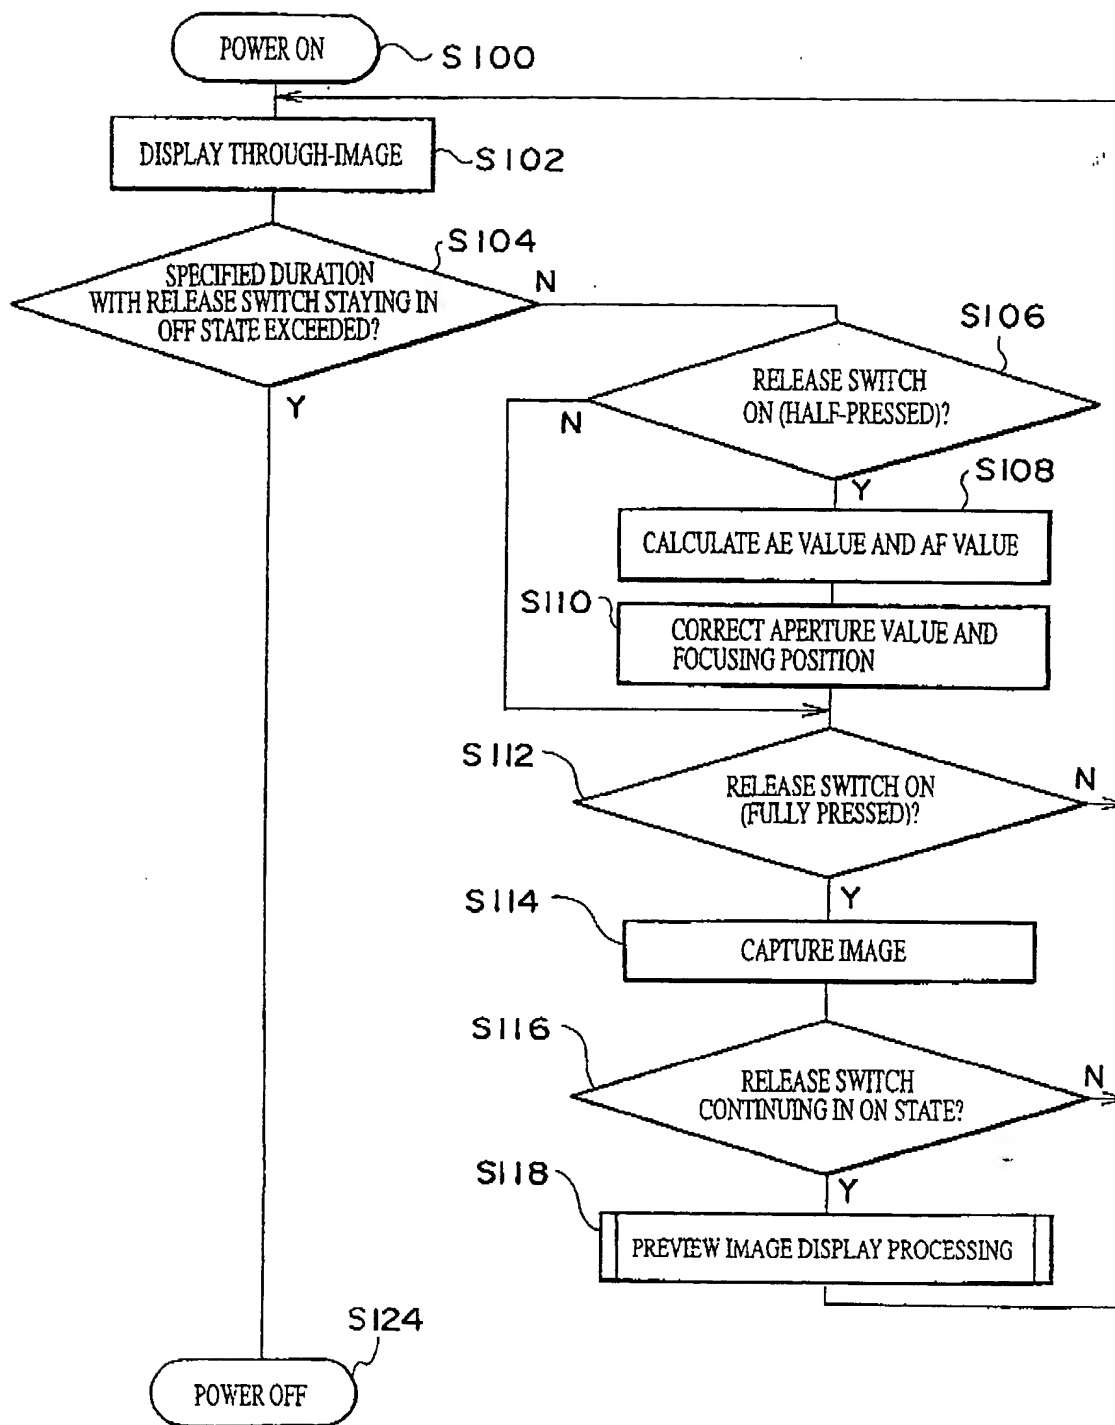 POWER ON
S100
DISPLAY THROUGH-IMAGE
S102
S104
SPECIFIED DURATION
WITH RELEASE SWITCH STAYING IN
OFF STATE EXCEEDED?
N
Y
S106
RELEASE SWITCH
ON (HALF-PRESSED)?
N
Y
S108
CALCULATE AE VALUE AND AF VALUE
S110
CORRECT APERTURE VALUE AND
FOCUSING POSITION
S112
RELEASE SWITCH ON
(FULLY PRESSED)?
N
Y
S114
CAPTURE IMAGE
S116
RELEASE SWITCH
CONTINUING IN ON STATE?
N
Y
S118
PREVIEW IMAGE DISPLAY PROCESSING
S124
POWER OFF